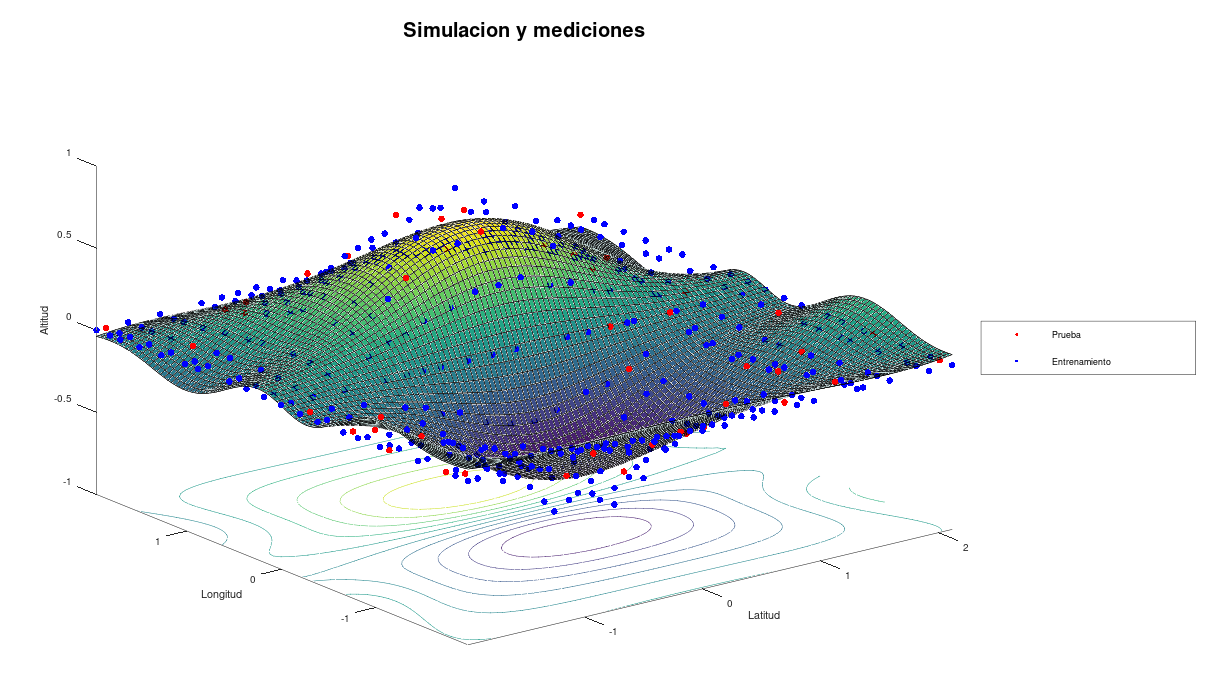 Simulacion y mediciones
1
0.5
0
-0.5
-1
Altitud
1
0
-1
Longitud
-1
0
1
2
Latitud
Prueba
Entrenamiento